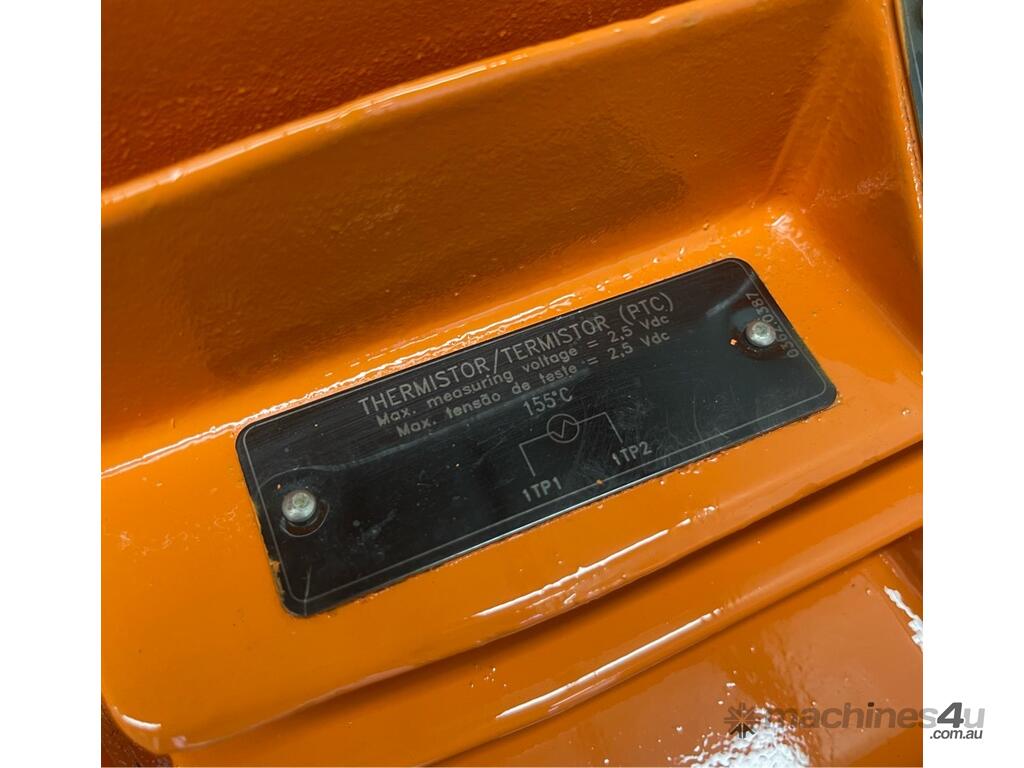 THERMISTOR/TERMISTOR (PTC)
Max. measuring voltage = 2,5 Vdc
Max. tensão de teste = 2,5 Vdc
155°C
1TP1
1TP2
machines4u
.com.au